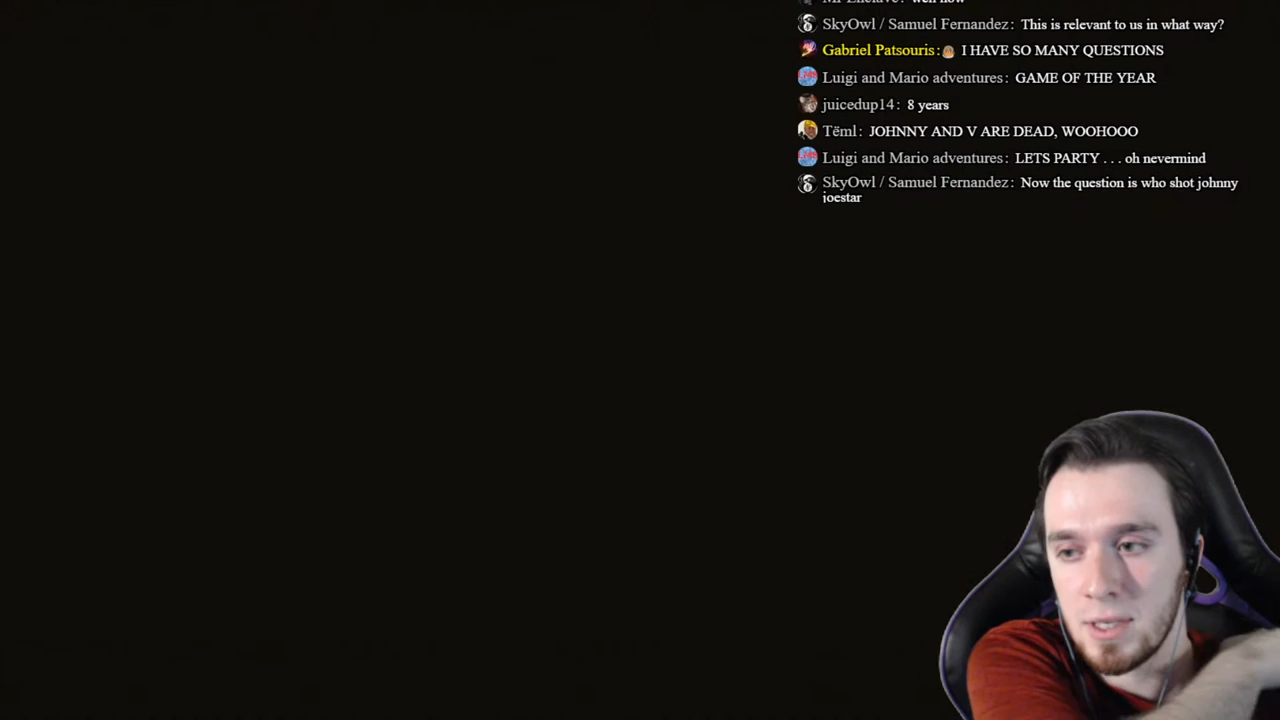 SkyOwl / Samuel Fernandez: This is relevant to us in what way?
Gabriel Patsouris: I HAVE SO MANY QUESTIONS
Luigi and Mario adventures: GAME OF THE YEAR
juicedup14: 8 years
Tëml: JOHNNY AND V ARE DEAD, WOOHOOO
Luigi and Mario adventures: LETS PARTY . . . oh nevermind
SkyOwl / Samuel Fernandez: Now the question is who shot johnny
joestar